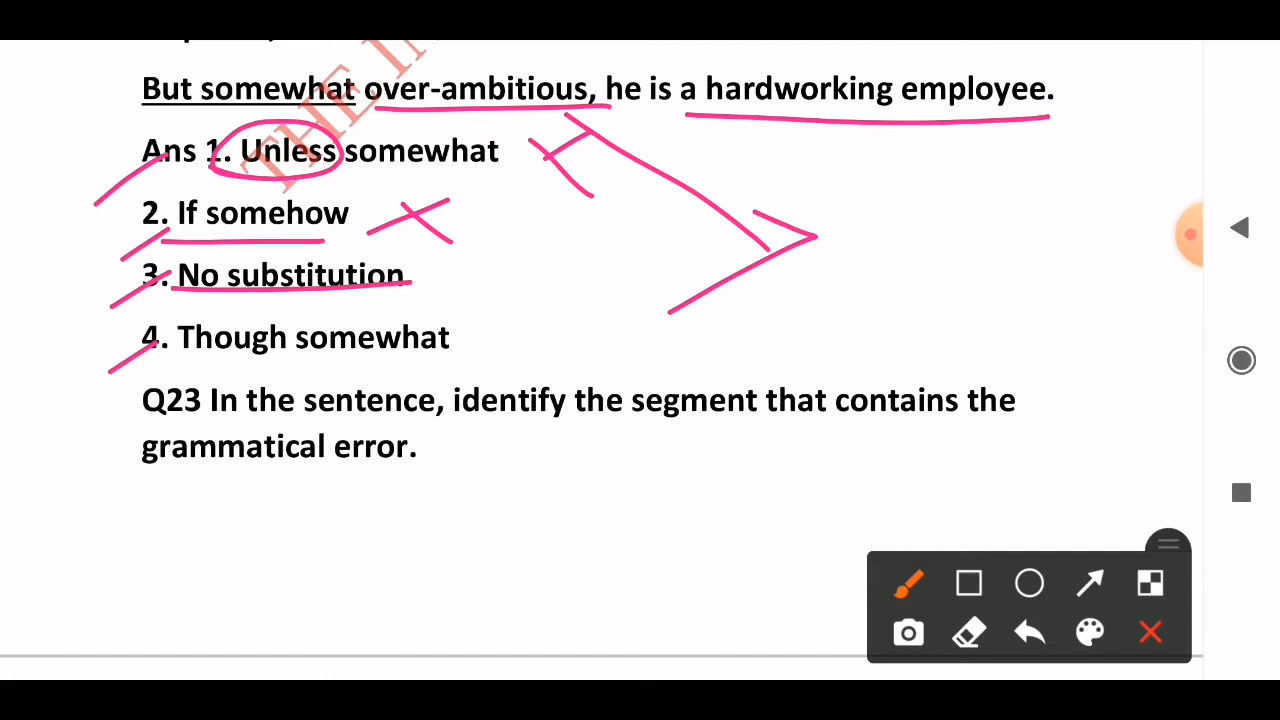 But somewhat over-ambitious, he is a hardworking employee.
Ans 1. Unless somewhat
2. If somehow
3. No substitution
4. Though somewhat
Q23 In the sentence, identify the segment that contains the
grammatical error.